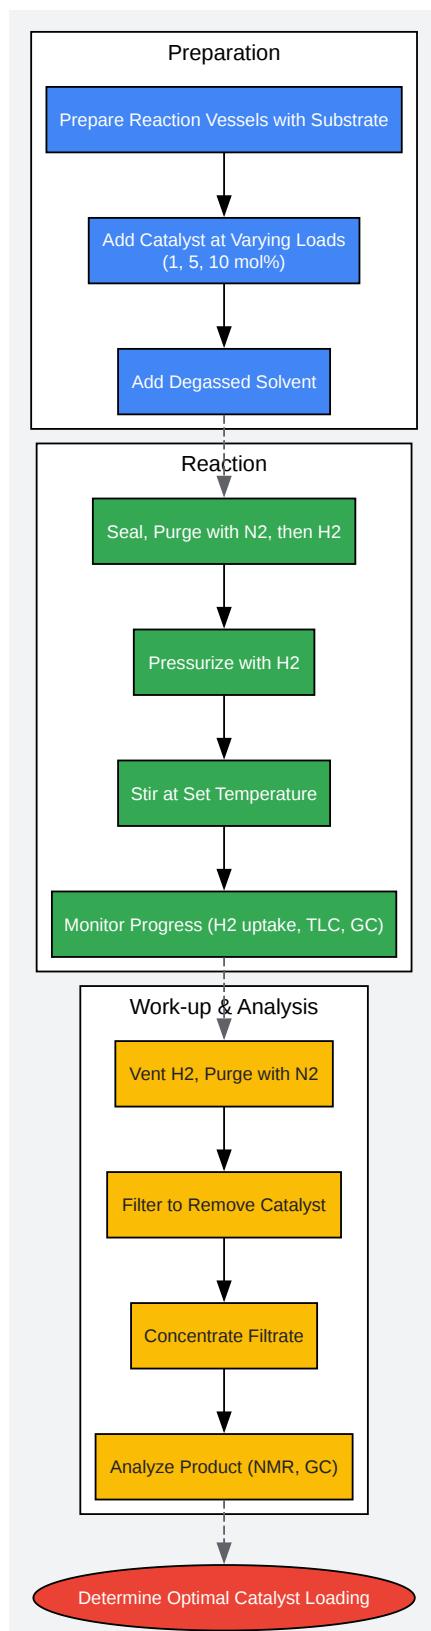 Preparation
Prepare Reaction Vessels with Substrate
Add Catalyst at Varying Loads
(1, 5, 10 mol%)
Add Degassed Solvent
Reaction
Seal, Purge with N2, then H2
Pressurize with H2
Stir at Set Temperature
Monitor Progress (H2 uptake, TLC, GC)
Work-up & Analysis
Vent H2, Purge with N2
Filter to Remove Catalyst
Concentrate Filtrate
Analyze Product (NMR, GC)
Determine Optimal Catalyst Loading